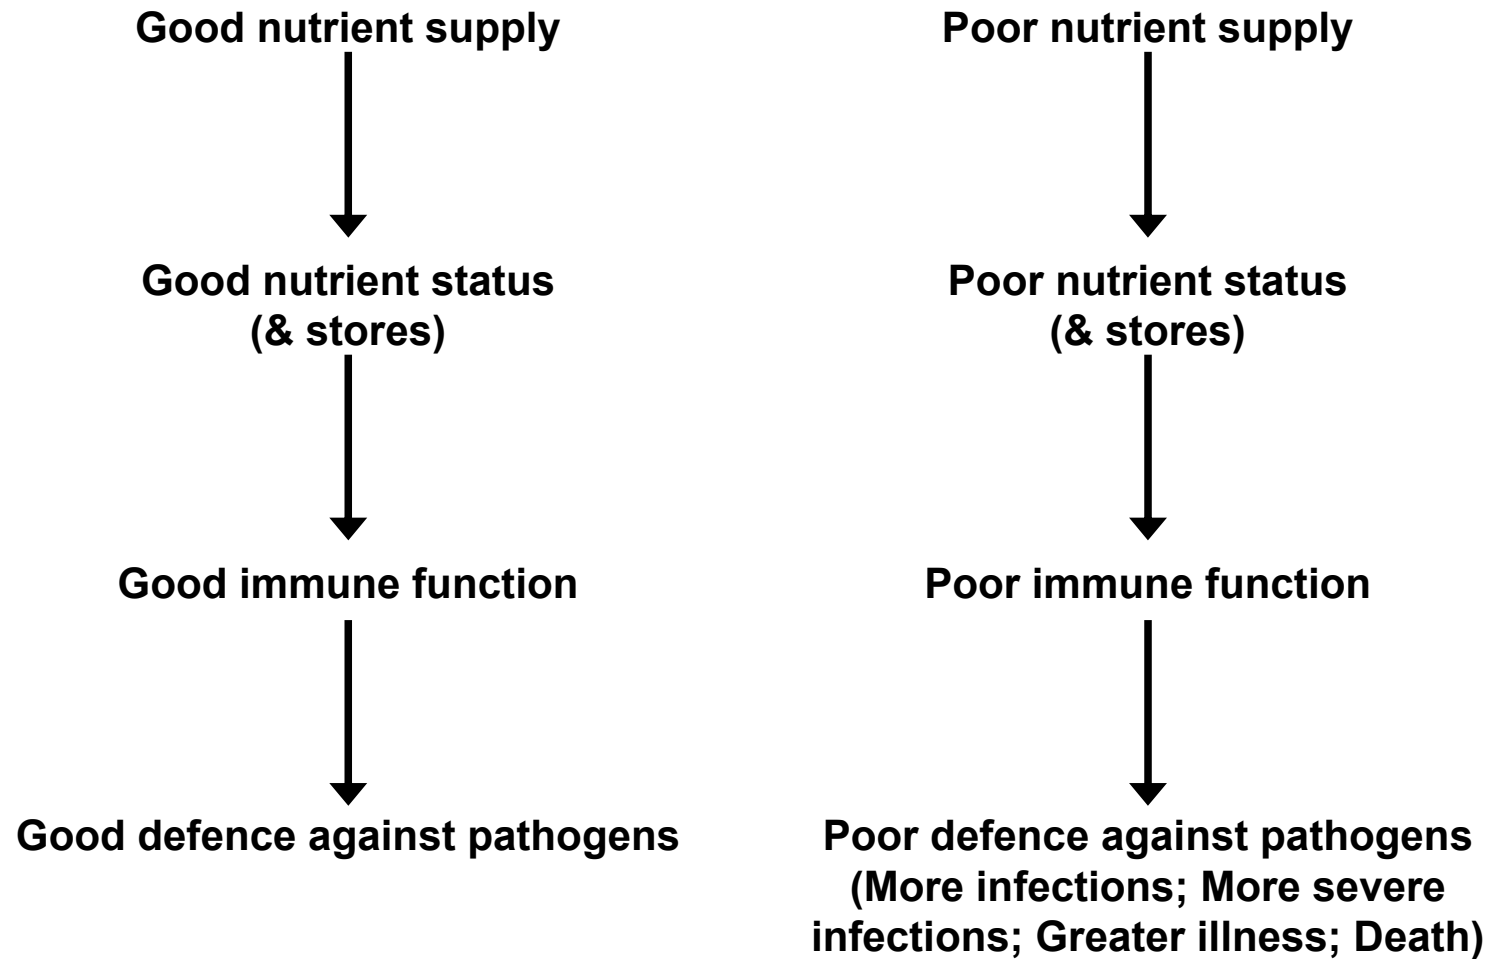 Good nutrient supply
Good nutrient status
(& stores)
Good immune function
Good defence against pathogens
Poor nutrient supply
Poor nutrient status
(& stores)
Poor immune function
Poor defence against pathogens
(More infections; More severe
infections; Greater illness; Death)